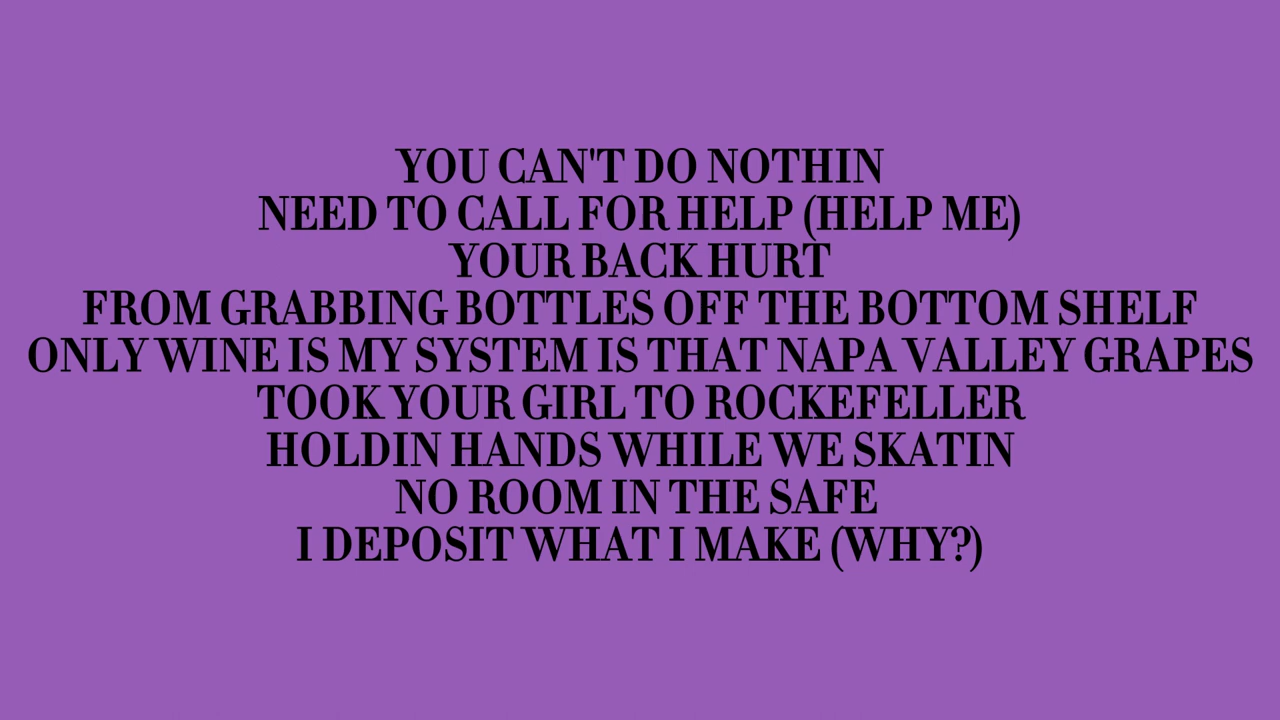 YOU CAN'T DO NOTHIN
NEED TO CALL FOR HELP (HELP ME)
YOUR BACK HURT
FROM GRABBING BOTTLES OFF THE BOTTOM SHELF
ONLY WINE IS MY SYSTEM IS THAT NAPA VALLEY GRAPES
TOOK YOUR GIRL TO ROCKEFELLER
HOLDIN HANDS WHILE WE SKATIN
NO ROOM IN THE SAFE
I DEPOSIT WHAT I MAKE (WHY?)